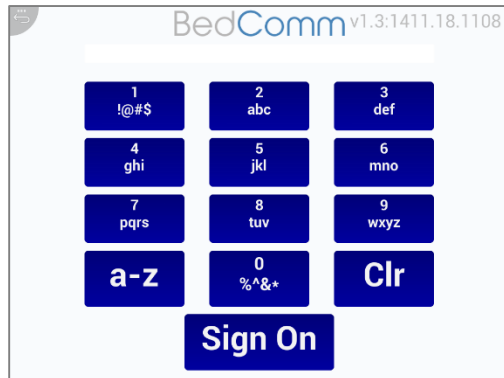 BedComm v1.3:1411.18.1108
1 2 3
!@#$ abc def
4 5 6
ghi jkl mno
7 8 9
pqrs tuv wxyz
a-z 0 Clr
%^&*
Sign On